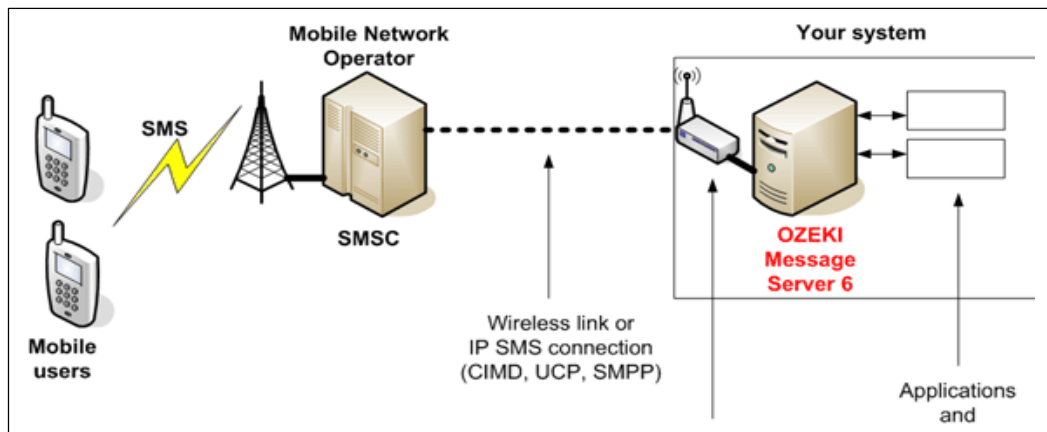 Mobile Network
Operator
Your system
SMS
SMSC
OZEKI
Message
Server 6
Mobile
users
Wireless link or
IP SMS connection
(CIMD, UCP, SMPP)
Applications
and